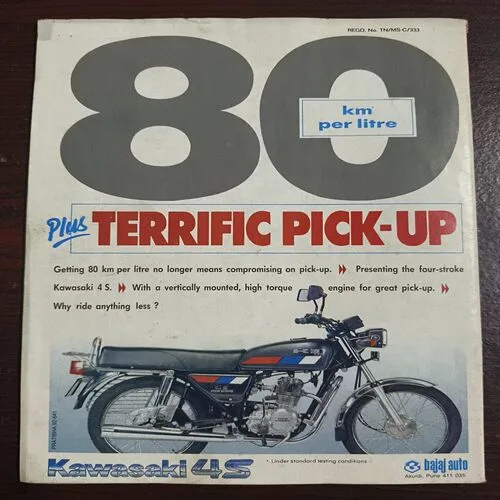 REGD. No. TN/MS-C/333
80
km*
per litre
Plus TERRIFIC PICK-UP
Getting 80 km per litre no longer means compromising on pick-up. Presenting the four-stroke
Kawasaki 4 S. With a vertically mounted, high torque engine for great pick-up.
Why ride anything less ?
Kawasaki 4S
* Under standard testing conditions
bajaj auto
Akurdi, Pune 411 035